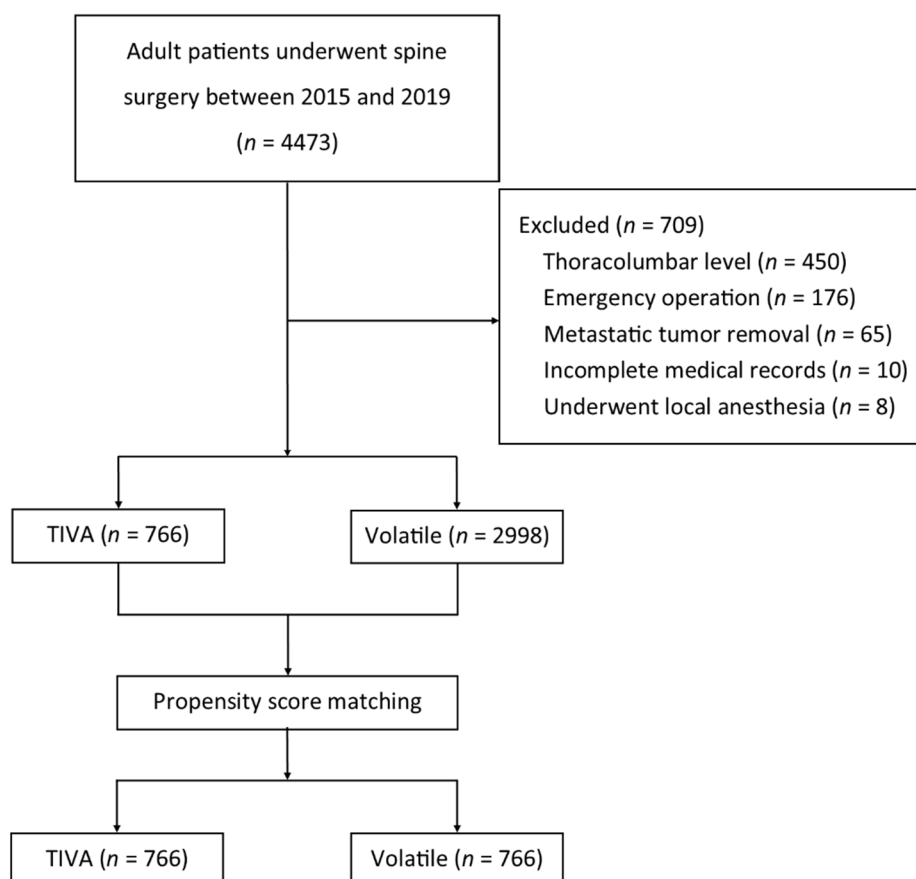 Adult patients underwent spine
surgery between 2015 and 2019
(n = 4473)
Excluded (n = 709)
Thoracolumbar level (n = 450)
Emergency operation (n = 176)
Metastatic tumor removal (n = 65)
Incomplete medical records (n = 10)
Underwent local anesthesia (n = 8)
TIVA (n = 766)
Volatile (n = 2998)
Propensity score matching
TIVA (n = 766)
Volatile (n = 766)